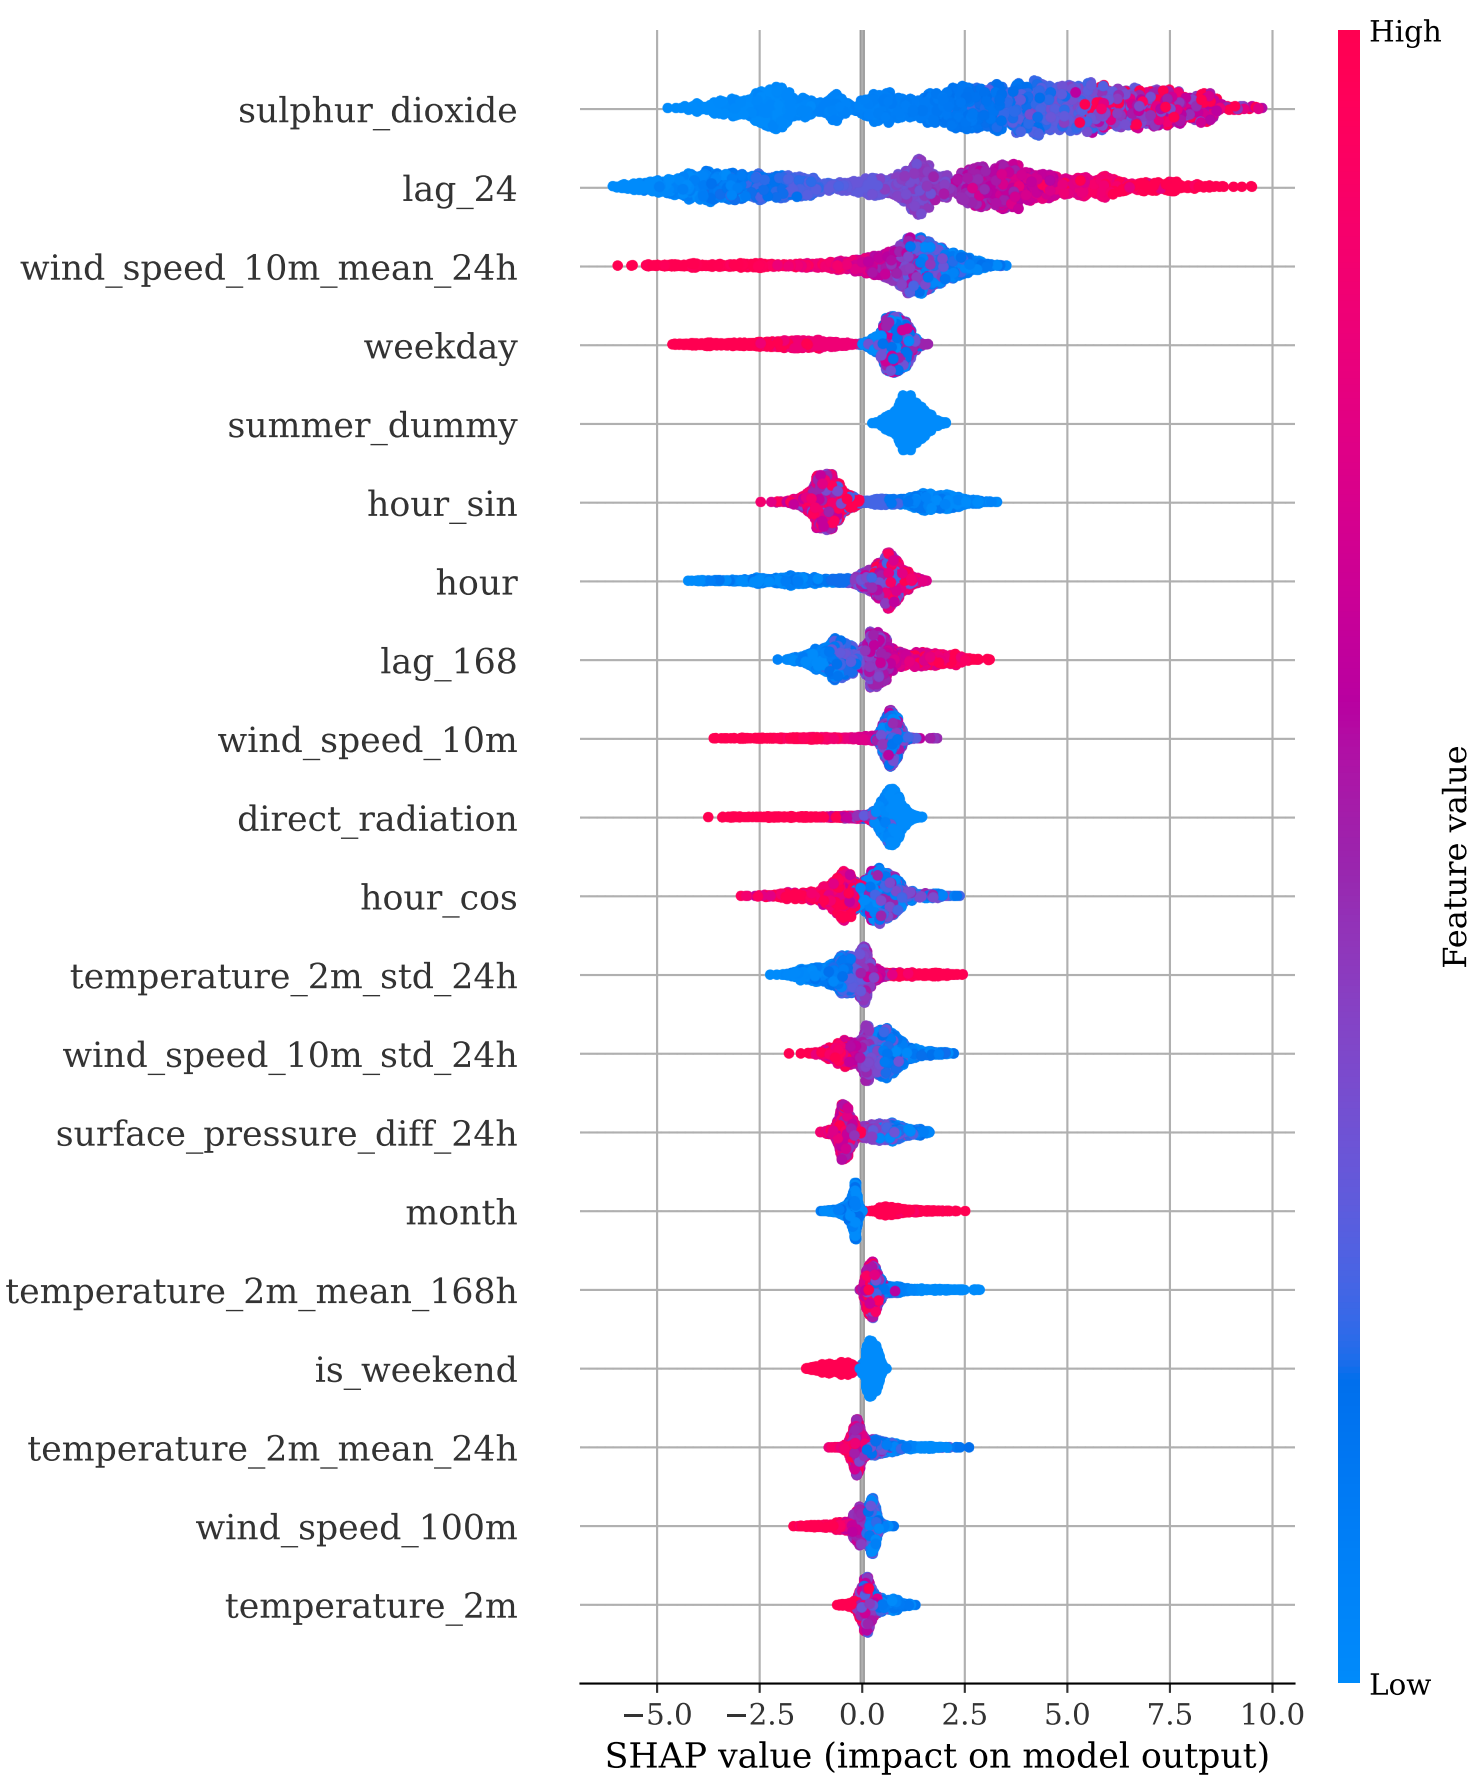 High
sulphur_dioxide
lag_24
wind_speed_10m_mean_24h
weekday
summer_dummy
hour_sin
hour
lag_168
wind_speed_10m
direct_radiation
hour_cos
temperature_2m_std_24h
wind_speed_10m_std_24h
surface_pressure_diff_24h
month
temperature_2m_mean_168h
is_weekend
temperature_2m_mean_24h
wind_speed_100m
temperature_2m
Feature value
Low
−5.0 −2.5 0.0 2.5 5.0 7.5 10.0
SHAP value (impact on model output)